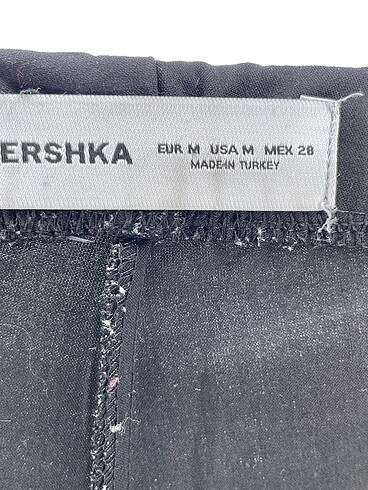 ERSHKA
EUR M USA M MEX 28
MADE IN TURKEY